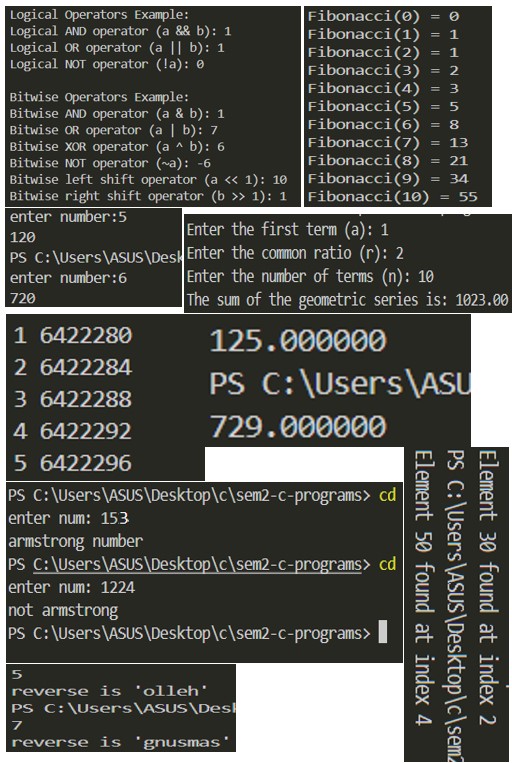 Logical Operators Example:
Logical AND operator (a && b): 1
Logical OR operator (a || b): 1
Logical NOT operator (!a): 0
Bitwise Operators Example:
Bitwise AND operator (a & b): 1
Bitwise OR operator (a | b): 7
Bitwise XOR operator (a ^ b): 6
Bitwise NOT operator (~a): -6
Bitwise left shift operator (a << 1): 10
Bitwise right shift operator (b >> 1): 1
Fibonacci(0) = 0
Fibonacci(1) = 1
Fibonacci(2) = 1
Fibonacci(3) = 2
Fibonacci(4) = 3
Fibonacci(5) = 5
Fibonacci(6) = 8
Fibonacci(7) = 13
Fibonacci(8) = 21
Fibonacci(9) = 34
Fibonacci(10) = 55
enter number:5
120
PS C:\Users\ASUS\Desk
enter number:6
720
Enter the first term (a): 1
Enter the common ratio (r): 2
Enter the number of terms (n): 10
The sum of the geometric series is: 1023.00
1 6422280
2 6422284
3 6422288
4 6422292
5 6422296
125.000000
PS C:\Users\ASU
729.000000
PS C:\Users\ASUS\Desktop\c\sem2-c-programs> cd
enter num: 153
armstrong number
PS C:\Users\ASUS\Desktop\c\sem2-c-programs> cd
enter num: 1224
not armstrong
PS C:\Users\ASUS\Desktop\c\sem2-c-programs>
Element 30 found at index 2
PS C:\Users\ASUS\Desktop\c\sem2
Element 50 found at index 4
5
reverse is 'olleh'
PS C:\Users\ASUS\Desk
7
reverse is 'gnusmas'